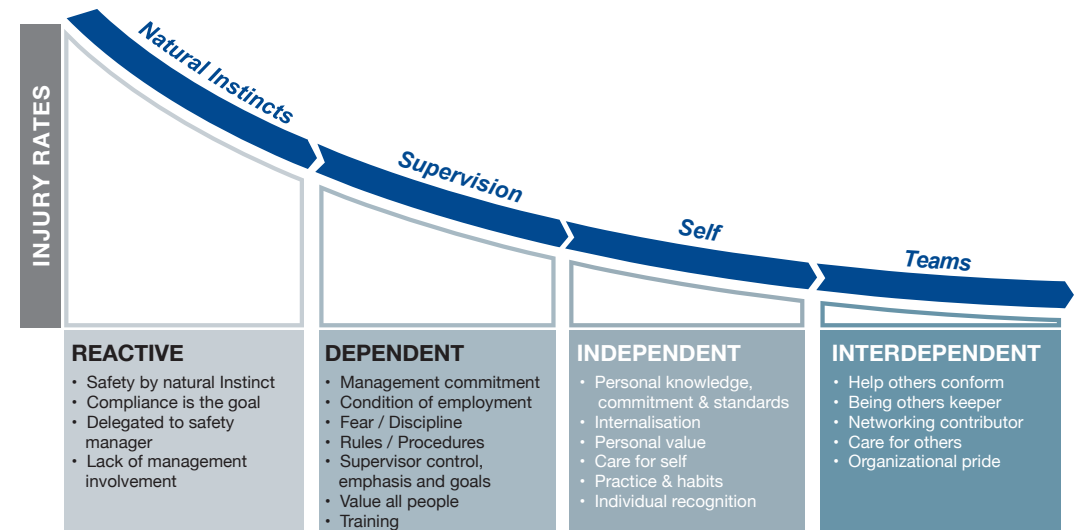 INJURY RATES
Natural Instincts
Supervision
Self
Teams
REACTIVE
• Safety by natural Instinct
• Compliance is the goal
• Delegated to safety
manager
• Lack of management
involvement
DEPENDENT
• Management commitment
• Condition of employment
• Fear / Discipline
• Rules / Procedures
• Supervisor control,
emphasis and goals
• Value all people
• Training
INDEPENDENT
• Personal knowledge,
commitment & standards
• Internalisation
• Personal value
• Care for self
• Practice & habits
• Individual recognition
INTERDEPENDENT
• Help others conform
• Being others keeper
• Networking contributor
• Care for others
• Organizational pride